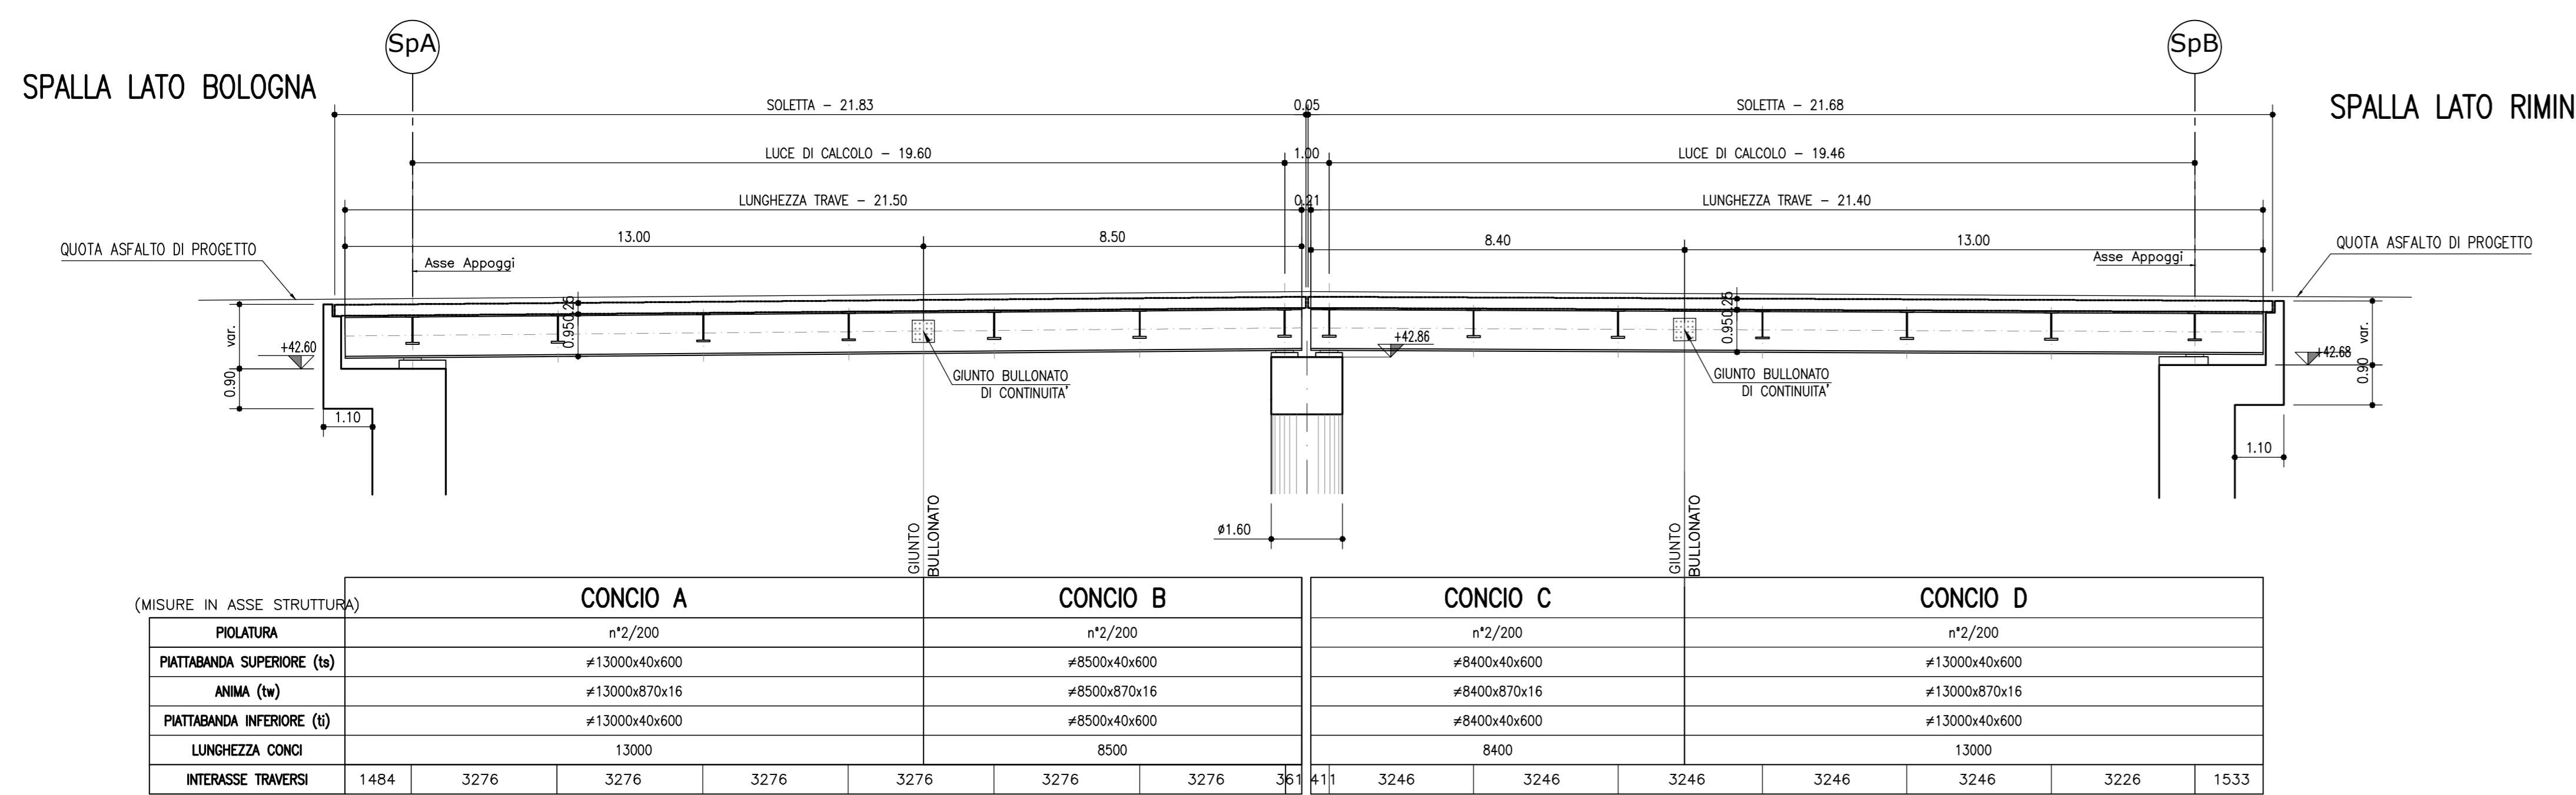 SpA
SpB
SPALLA LATO BOLOGNA
SPALLA LATO RIMIN
SOLETTA - 21.83
0.05
SOLETTA - 21.68
LUCE DI CALCOLO - 19.60
1.00
LUCE DI CALCOLO - 19.46
LUNGHEZZA TRAVE - 21.50
0.21
LUNGHEZZA TRAVE - 21.40
13.00
8.50
8.40
13.00
QUOTA ASFALTO DI PROGETTO
Asse Appoggi
Asse Appoggi
QUOTA ASFALTO DI PROGETTO
var.
0.90
+42.60
1.10
0.95
0.25
GIUNTO BULLONATO
DI CONTINUITA'
+42.86
0.95
0.25
GIUNTO BULLONATO
DI CONTINUITA'
+42.68
var.
0.90
1.10
GIUNTO
BULLONATO
ø1.60
GIUNTO
BULLONATO
(MISURE IN ASSE STRUTTURA)
CONCIO A
CONCIO B
CONCIO C
CONCIO D
PIOLATURA
n°2/200
n°2/200
n°2/200
n°2/200
PIATTABANDA SUPERIORE (ts)
≠13000x40x600
≠8500x40x600
≠8400x40x600
≠13000x40x600
ANIMA (tw)
≠13000x870x16
≠8500x870x16
≠8400x870x16
≠13000x870x16
PIATTABANDA INFERIORE (ti)
≠13000x40x600
≠8500x40x600
≠8400x40x600
≠13000x40x600
LUNGHEZZA CONCI
13000
8500
8400
13000
INTERASSE TRAVERSI
1484
3276
3276
3276
3276
3276
3276
361
411
3246
3246
3246
3246
3246
3226
1533